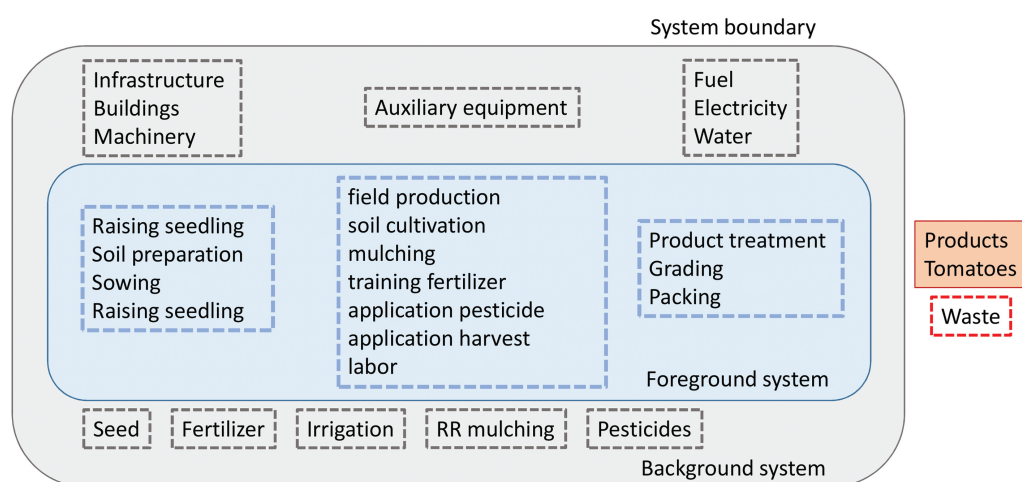 System boundary
Infrastructure
Buildings
Machinery
Auxiliary equipment
Fuel
Electricity
Water
Raising seedling
Soil preparation
Sowing
Raising seedling
field production
soil cultivation
mulching
training fertilizer
application pesticide
application harvest
labor
Product treatment
Grading
Packing
Foreground system
Products
Tomatoes
Waste
Seed
Fertilizer
Irrigation
RR mulching
Pesticides
Background system